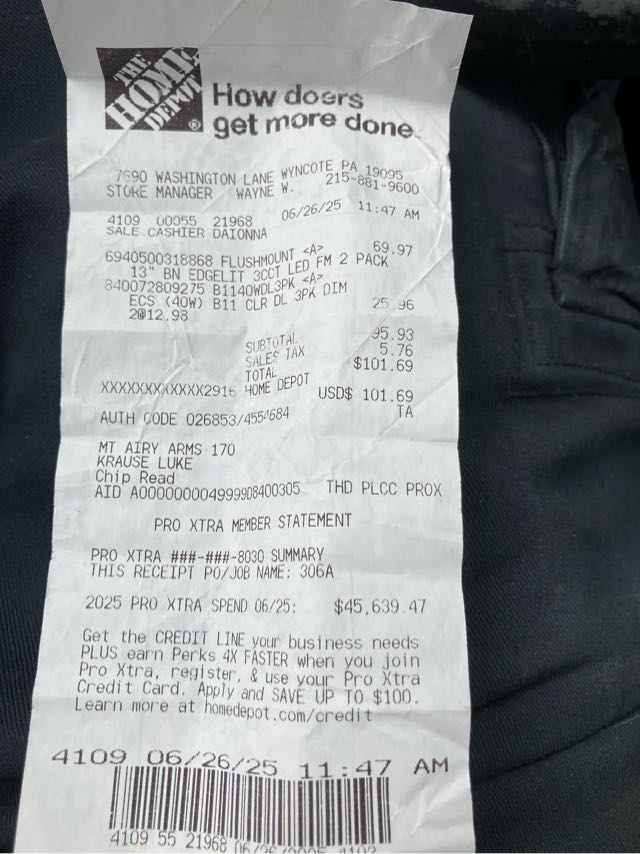 THE
HOME
DEPOT
®
How doers
get more done.
7690 WASHINGTON LANE WYNCOTE PA 19095
STORE MANAGER WAYNE W. 215-881-9600
4109 00055 21968 06/26/25 11:47 AM
SALE CASHIER DAIONNA
6940500318868 FLUSHMOUNT <A> 69.97
13" BN EDGELIT 3CCT LED FM 2 PACK
840072809275 B1140WDL3PK <A>
ECS (40W) B11 CLR DL 3PK DIM
2@12.98 25.96
SUBTOTAL 95.93
SALES TAX 5.76
TOTAL $101.69
XXXXXXXXXXXX2916 HOME DEPOT
USD$ 101.69
AUTH CODE 026853/4554684 TA
MT AIRY ARMS 170
KRAUSE LUKE
Chip Read
AID A0000000049999D8400305 THD PLCC PROX
PRO XTRA MEMBER STATEMENT
PRO XTRA ###-###-8030 SUMMARY
THIS RECEIPT PO/JOB NAME: 306A
2025 PRO XTRA SPEND 06/25: $45,639.47
Get the CREDIT LINE your business needs
PLUS earn Perks 4X FASTER when you join
Pro Xtra, register, & use your Pro Xtra
Credit Card. Apply and SAVE UP TO $100.
Learn more at homedepot.com/credit
4109 06/26/25 11:47 AM
4109 55 21968 06/26/2025 4102